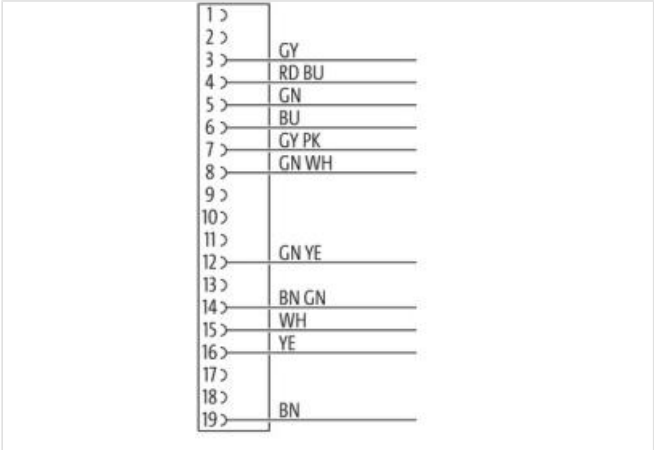 1
2
3 GY
4 RD BU
5 GN
6 BU
7 GY PK
8 GN WH
9
10
11
12 GN YE
13
14 BN GN
15 WH
16 YE
17
18
19 BN